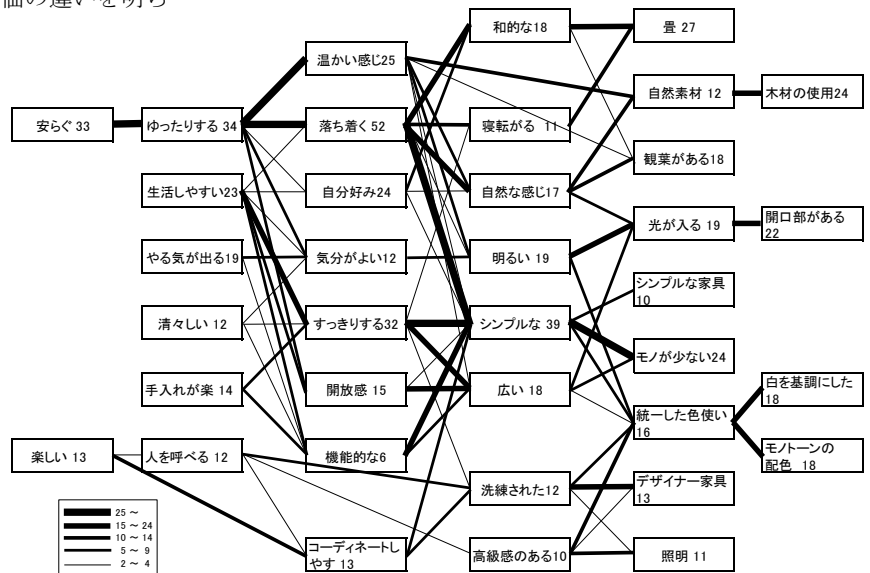 価の違いを明ら
和的な18
畳 27
温かい感じ25
自然素材 12
木材の使用24
安らぐ 33
ゆったりする 34
落ち着く 52
寝転がる 11
観葉がある18
生活しやすい23
自分好み24
自然な感じ17
光が入る 19
開口部がある
22
やる気が出る19
気分がよい12
明るい 19
シンプルな家具
10
清々しい 12
すっきりする32
シンプルな 39
モノが少ない24
手入れが楽 14
開放感 15
広い 18
白を基調にした
18
統一した色使い
16
楽しい 13
人を呼べる 12
機能的な6
モノトーンの
配色 18
洗練された12
デザイナー家具
13
コーディネートし
やす 13
高級感のある10
照明 11
25 ~
15 ~ 24
10 ~ 14
5 ~ 9
2 ~ 4